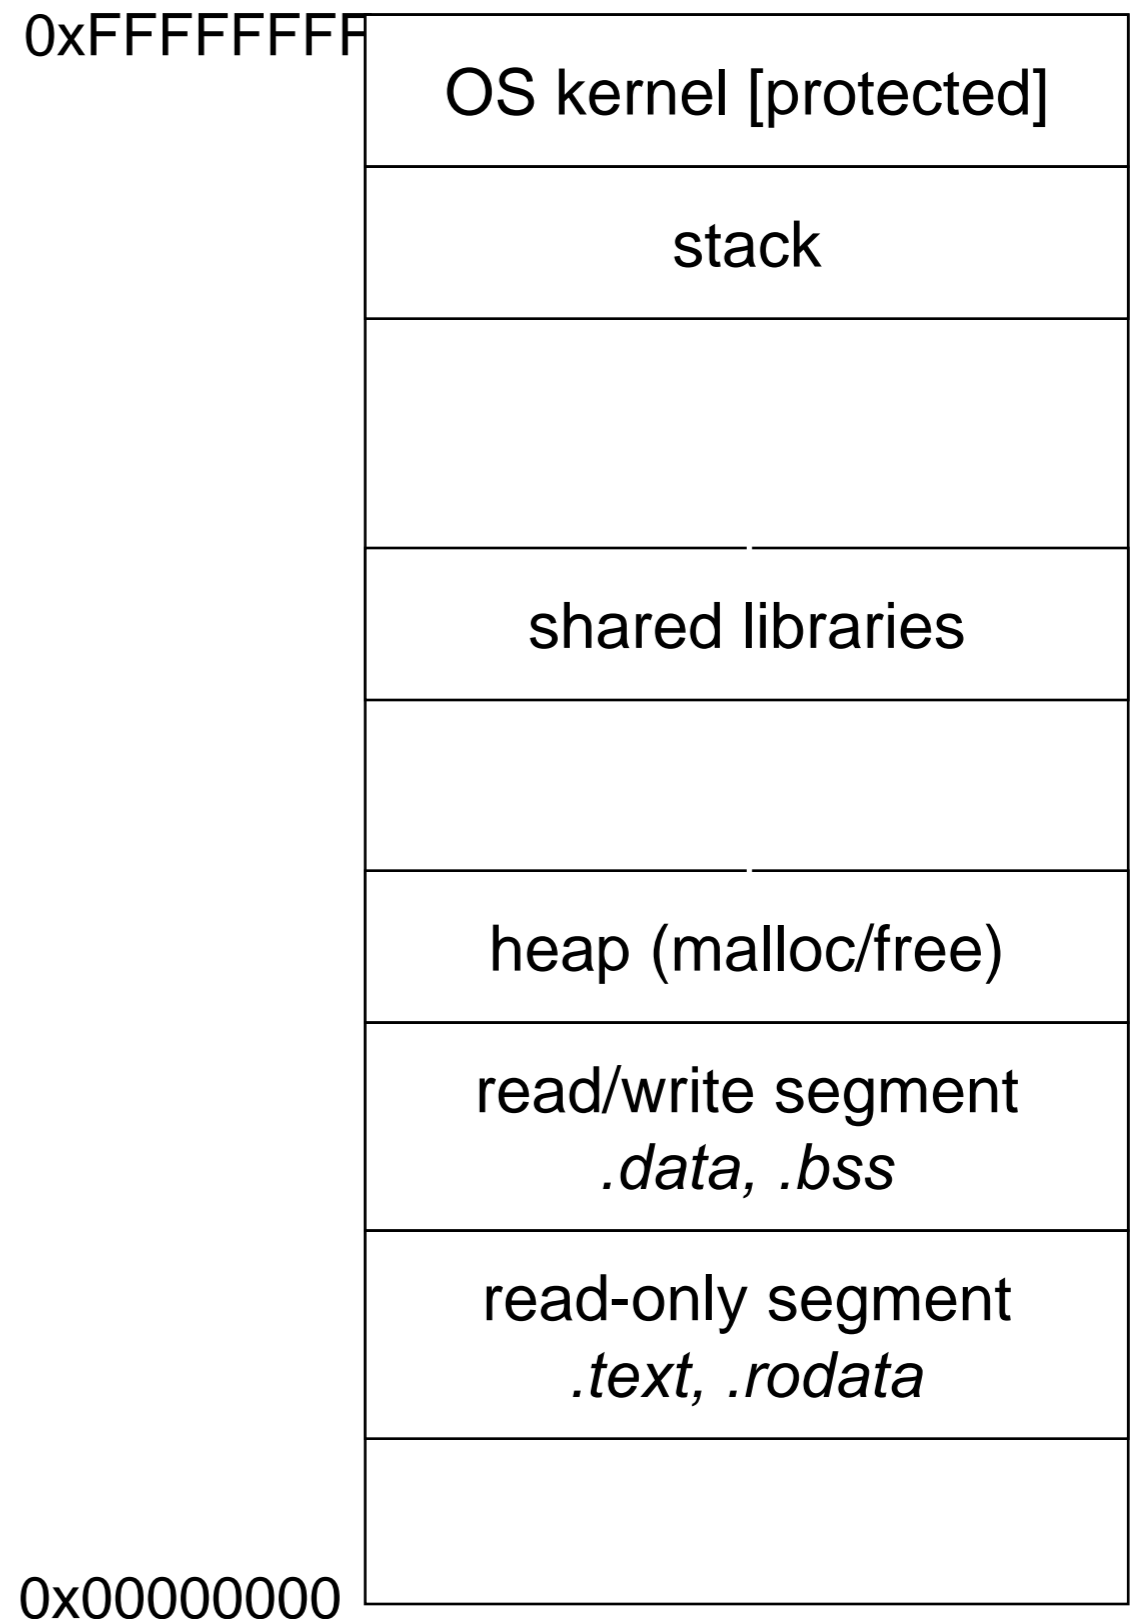 0xFFFFFFFF
OS kernel [protected]
stack
shared libraries
heap (malloc/free)
read/write segment
.data, .bss
read-only segment
.text, .rodata
0x00000000